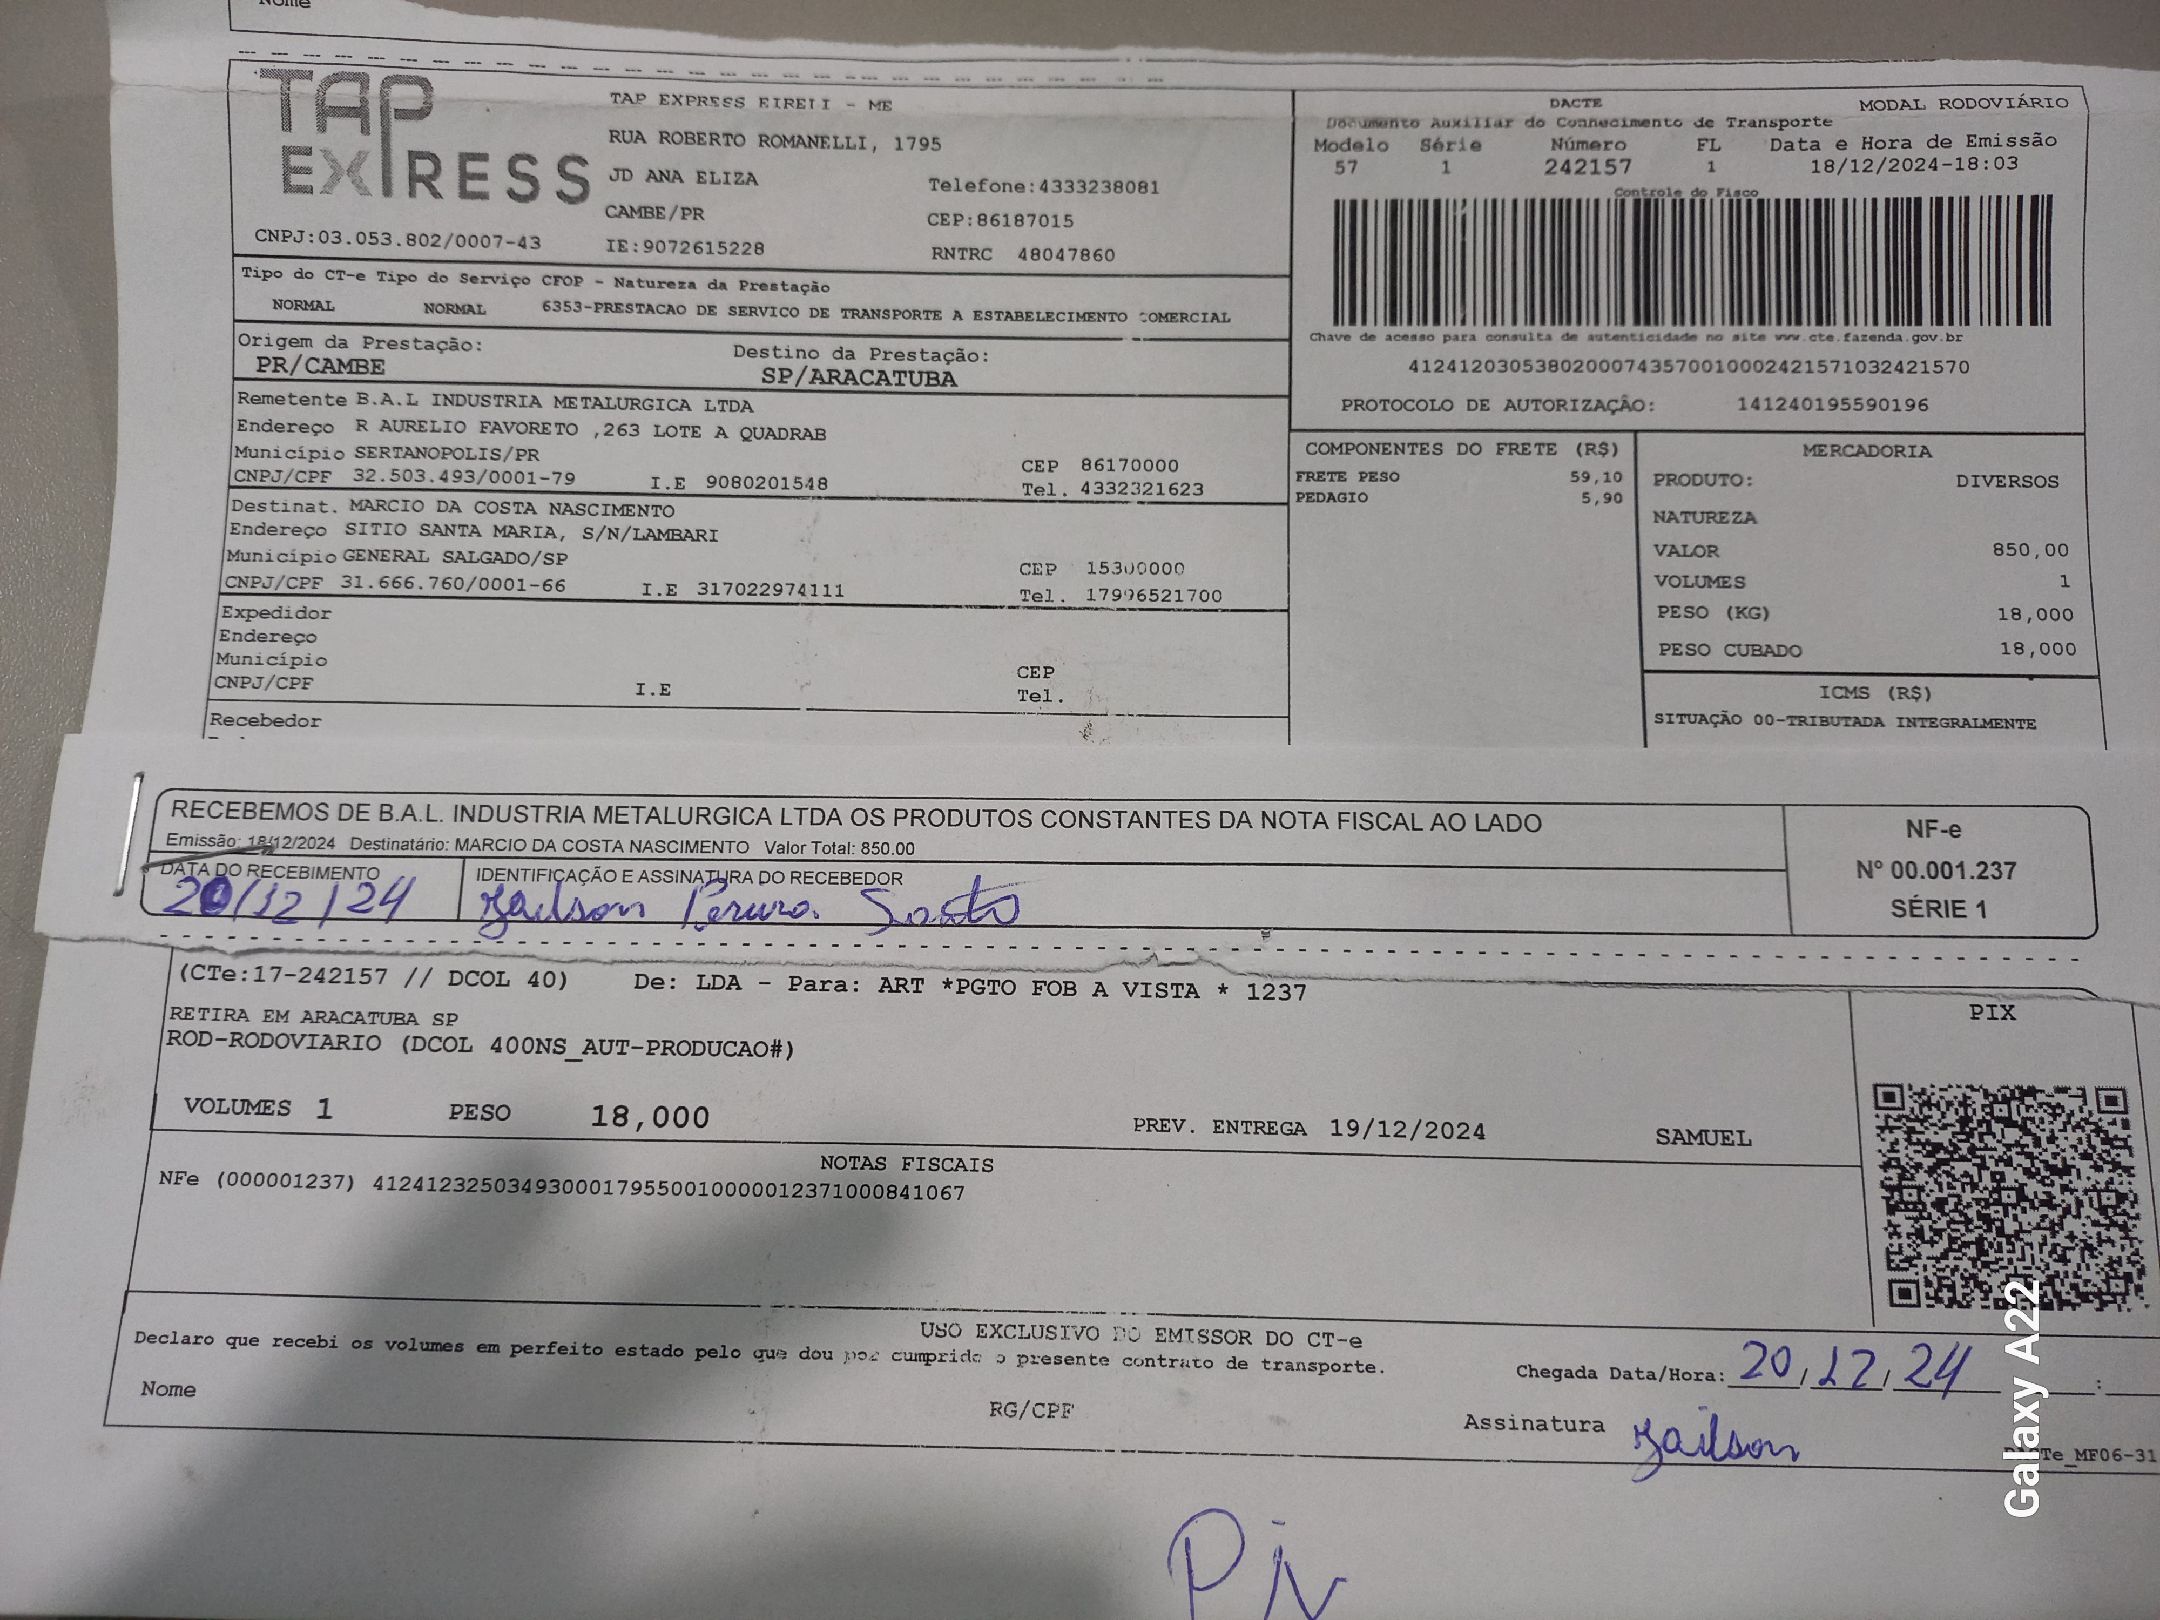 Nome
TAP
EXPRESS
TAP EXPRESS EIRELI - ME
RUA ROBERTO ROMANELLI, 1795
JD ANA ELIZA
Telefone:4333238081
CAMBE/PR
CEP:86187015
CNPJ:03.053.802/0007-43
IE:9072615228
RNTRC 48047860
DACTE
MODAL RODOVIÁRIO
Documento Auxiliar do Conhecimento de Transporte
Modelo Série Número FL Data e Hora de Emissão
57 1 242157 1 18/12/2024-18:03
Controle do Fisco
Chave de acesso para consulta de autenticidade no site www.cte.fazenda.gov.br
41241203053802000743570010002421571032421570
PROTOCOLO DE AUTORIZAÇÃO: 141240195590196
Tipo do CT-e Tipo do Serviço CFOP - Natureza da Prestação
NORMAL NORMAL 6353-PRESTACAO DE SERVICO DE TRANSPORTE A ESTABELECIMENTO COMERCIAL
Origem da Prestação: Destino da Prestação:
PR/CAMBE SP/ARACATUBA
Remetente B.A.L INDUSTRIA METALURGICA LTDA
Endereço R AURELIO FAVORETO ,263 LOTE A QUADRAB
Município SERTANOPOLIS/PR CEP 86170000
CNPJ/CPF 32.503.493/0001-79 I.E 9080201548 Tel. 4332321623
Destinat. MARCIO DA COSTA NASCIMENTO
Endereço SITIO SANTA MARIA, S/N/LAMBARI
Município GENERAL SALGADO/SP CEP 15300000
CNPJ/CPF 31.666.760/0001-66 I.E 317022974111 Tel. 17996521700
Expedidor
Endereço
Município CEP
CNPJ/CPF I.E Tel.
Recebedor
COMPONENTES DO FRETE (R$)
FRETE PESO 59,10
PEDAGIO 5,90
MERCADORIA
PRODUTO: DIVERSOS
NATUREZA
VALOR 850,00
VOLUMES 1
PESO (KG) 18,000
PESO CUBADO 18,000
ICMS (R$)
SITUAÇÃO 00-TRIBUTADA INTEGRALMENTE
RECEBEMOS DE B.A.L. INDUSTRIA METALURGICA LTDA OS PRODUTOS CONSTANTES DA NOTA FISCAL AO LADO
Emissão: 18/12/2024 Destinatário: MARCIO DA COSTA NASCIMENTO Valor Total: 850.00
DATA DO RECEBIMENTO IDENTIFICAÇÃO E ASSINATURA DO RECEBEDOR
20/12/24 Jailson Pereira Santo
NF-e
Nº 00.001.237
SÉRIE 1
(CTe:17-242157 // DCOL 40) De: LDA - Para: ART *PGTO FOB A VISTA * 1237
RETIRA EM ARACATUBA SP
ROD-RODOVIARIO (DCOL 400NS_AUT-PRODUCAO#)
PIX
VOLUMES 1 PESO 18,000 PREV. ENTREGA 19/12/2024 SAMUEL
NOTAS FISCAIS
NFe (000001237) 41241232503493000179550010000012371000841067
USO EXCLUSIVO DO EMISSOR DO CT-e
Declaro que recebi os volumes em perfeito estado pelo que dou por cumprido o presente contrato de transporte.
Chegada Data/Hora: 20/12/24 :
Nome RG/CPF Assinatura Jailson
Te_MF06-31
Galaxy A22